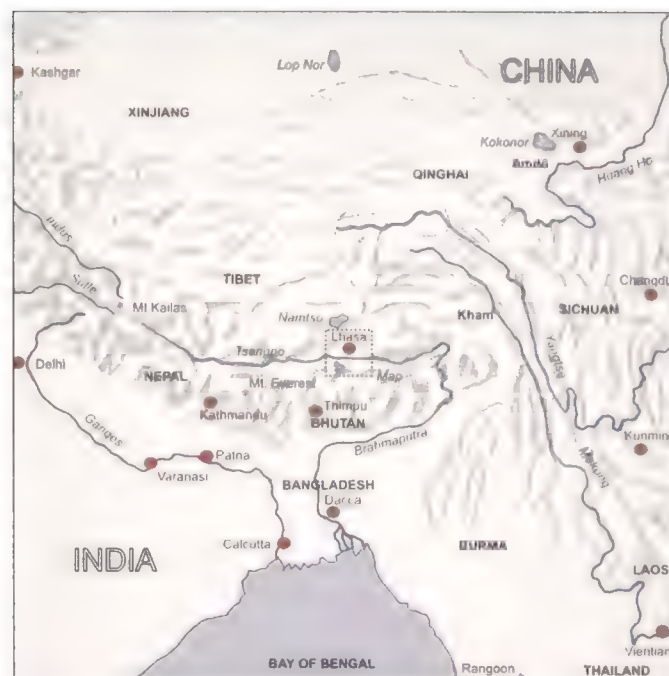 Lop Nor
CHINA
Kashgar
XINJIANG
Kokonor
Xining
Amdo
QINGHAI
Huang Ho
Indus
Sutle
TIBET
Mt Kailas
Namtso
Kham
SICHUAN
Chengdu
Lhasa
Yangtse
Delhi
Tsangpo
NEPAL
Mt. Everest
Map
Kathmandu
Thimpu
BHUTAN
Ganges
Brahmaputra
Mekong
Kunmin
Patna
Varanasi
BANGLADESH
Dacca
INDIA
Calcutta
BURMA
LAOS
Vientian
BAY OF BENGAL
Rangoon
THAILAND